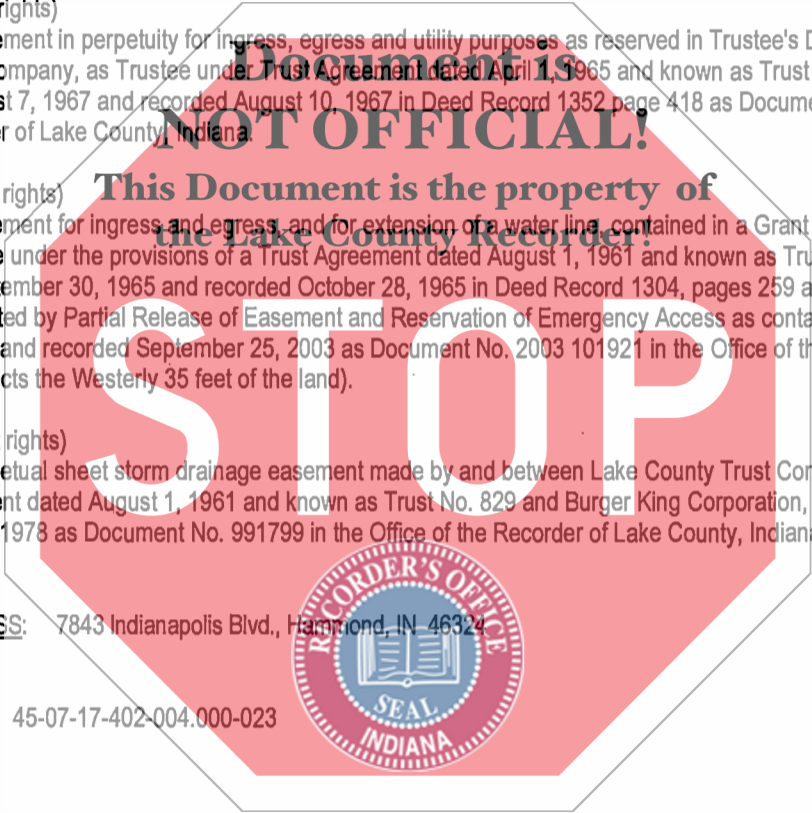 rights)
ment in perpetuity for ingress, egress and utility purposes as reserved in Trustee's D
Document is
ompany, as Trustee under Trust Agreement dated April 1, 1965 and known as Trust
st 7, 1967 and recorded August 10, 1967 in Deed Record 1352 page 418 as Docume
NOT OFFICIAL!
r of Lake County, Indiana.
This Document is the property of
rights)
ment for ingress and egress, and for extension of a water line, contained in a Grant
the Lake County Recorder!
under the provisions of a Trust Agreement dated August 1, 1961 and known as Tru
ember 30, 1965 and recorded October 28, 1965 in Deed Record 1304, pages 259 a
ted by Partial Release of Easement and Reservation of Emergency Access as conta
and recorded September 25, 2003 as Document No. 2003 101921 in the Office of th
cts the Westerly 35 feet of the land).
STOP
rights)
etual sheet storm drainage easement made by and between Lake County Trust Com
nt dated August 1, 1961 and known as Trust No. 829 and Burger King Corporation,
1978 as Document No. 991799 in the Office of the Recorder of Lake County, Indiana
RECORDER'S OFFICE
SS: 7843 Indianapolis Blvd., Hammond, IN 46324
SEAL
45-07-17-402-004.000-023
INDIANA